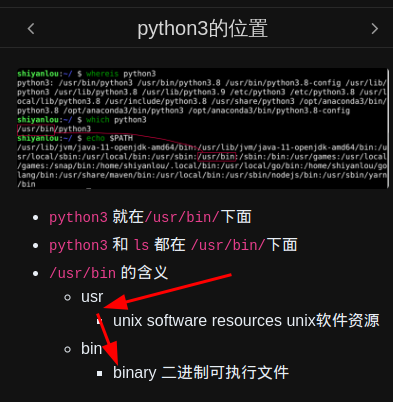 python3的位置
shiyanlou:~/ $ whereis python3
python3: /usr/bin/python3 /usr/bin/python3.8 /usr/bin/python3.8-config /usr/lib/
python3 /usr/lib/python3.8 /usr/lib/python3.9 /etc/python3 /etc/python3.8 /usr/l
ocal/lib/python3.8 /usr/include/python3.8 /usr/share/python3 /opt/anaconda3/bin/
python3 /opt/anaconda3/bin/python3.8 /opt/anaconda3/bin/python3.8-config
shiyanlou:~/ $ which python3
/usr/bin/python3
shiyanlou:~/ $ echo $PATH
/usr/lib/jvm/java-11-openjdk-amd64/bin:/usr/lib/jvm/java-11-openjdk-amd64/bin:/u
sr/local/sbin:/usr/local/bin:/usr/sbin:/usr/bin:/sbin:/bin:/usr/games:/usr/local
/games:/snap/bin:/home/shiyanlou/.local/bin:/usr/local/go/bin:/home/shiyanlou/go
lang/bin:/usr/share/maven/bin:/usr/local/bin:/usr/sbin/nodejs/bin:/usr/sbin/yarn
/bin
python3 就在/usr/bin/下面
python3 和 ls 都在 /usr/bin/下面
/usr/bin 的含义
usr
unix software resources unix软件资源
bin
binary 二进制可执行文件